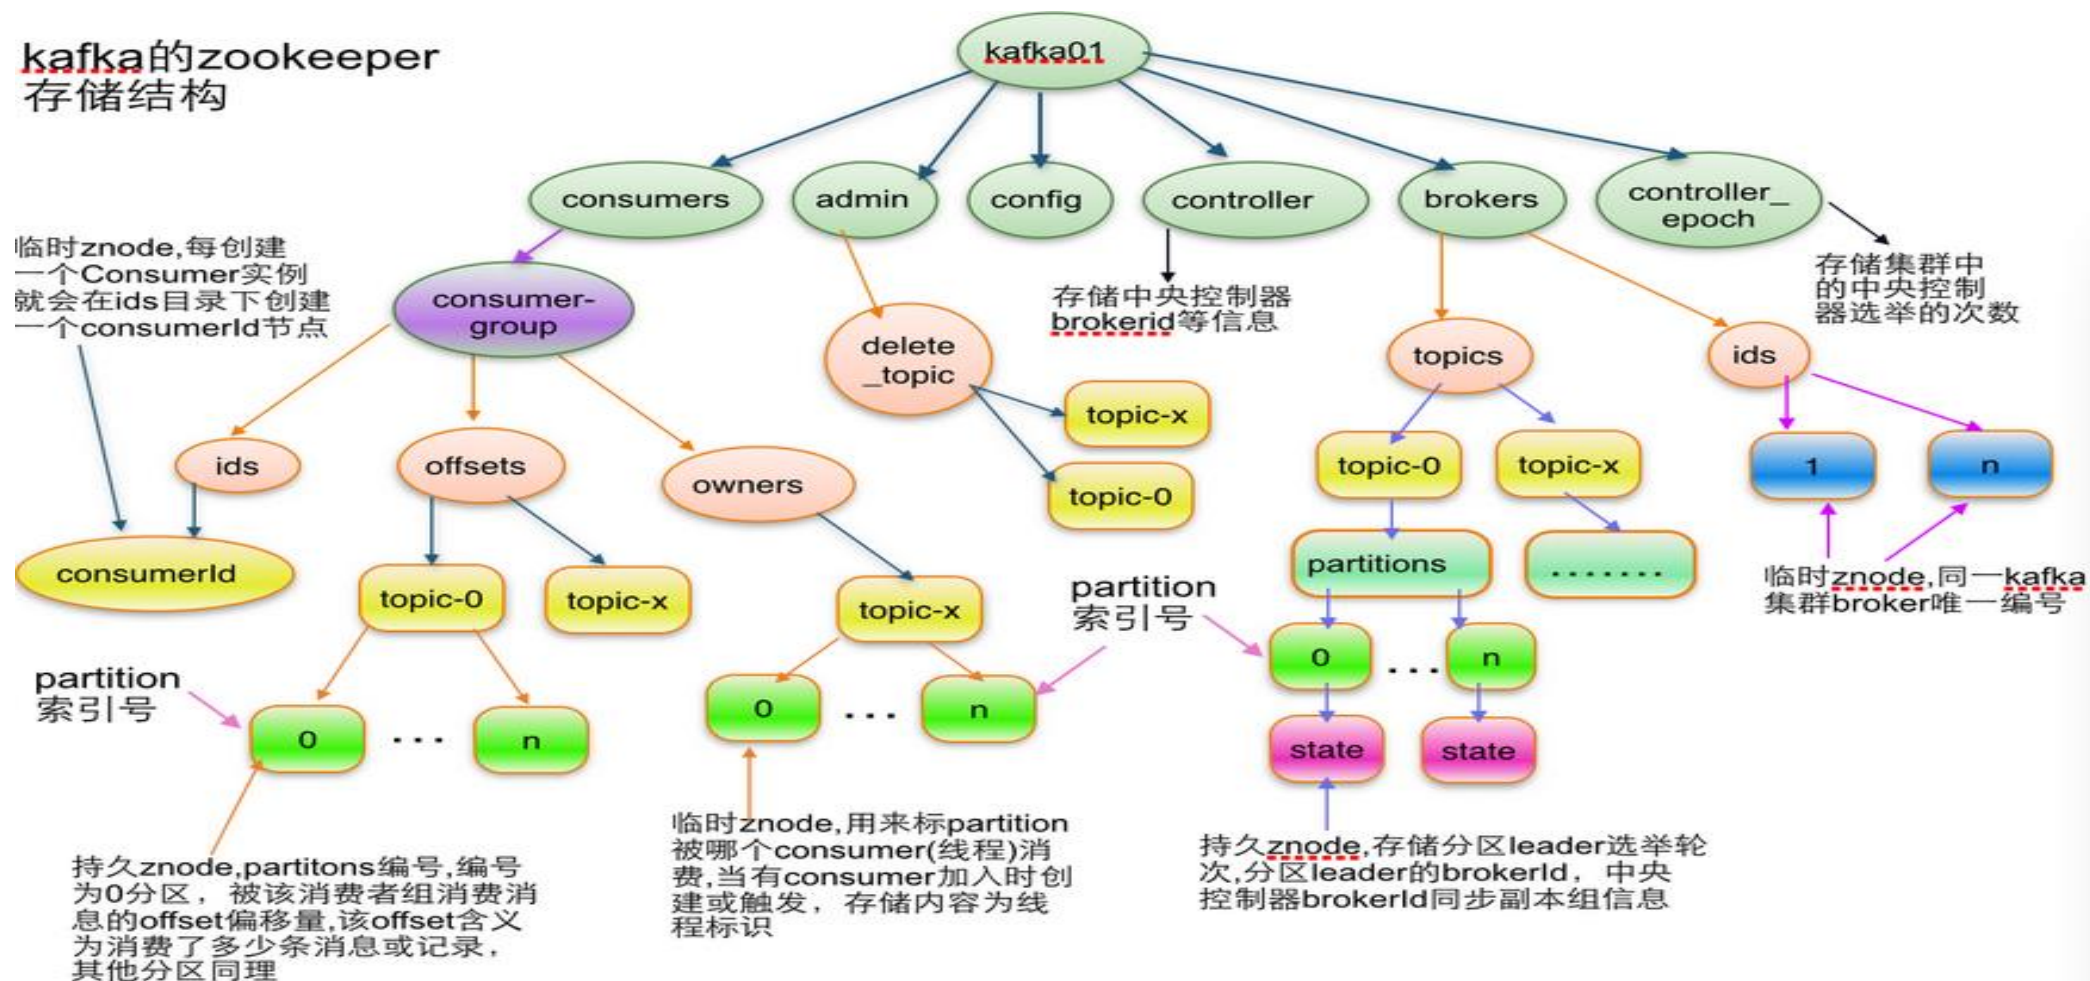 kafka的zookeeper
存储结构
kafka01
consumers
admin
config
controller
brokers
controller_
epoch
临时znode,每创建
一个Consumer实例
就会在ids目录下创建
一个consumerId节点
consumer-
group
存储中央控制器
brokerid等信息
存储集群中
的中央控制
器选举的次数
delete
_topic
topics
ids
topic-x
topic-0
ids
offsets
owners
topic-0
topic-x
1
n
consumerId
topic-0
topic-x
topic-x
partition
索引号
partitions
.......
临时znode,同一kafka
集群broker唯一编号
partition
索引号
0
...
n
0
...
n
0
...
n
state
state
持久znode,partitons编号,编号
为0分区，被该消费者组消费消
息的offset偏移量,该offset含义
为消费了多少条消息或记录，
其他分区同理
临时znode,用来标partition
被哪个consumer(线程)消
费,当有consumer加入时创
建或触发，存储内容为线
程标识
持久znode,存储分区leader选举轮
次,分区leader的brokerId，中央
控制器brokerId同步副本组信息